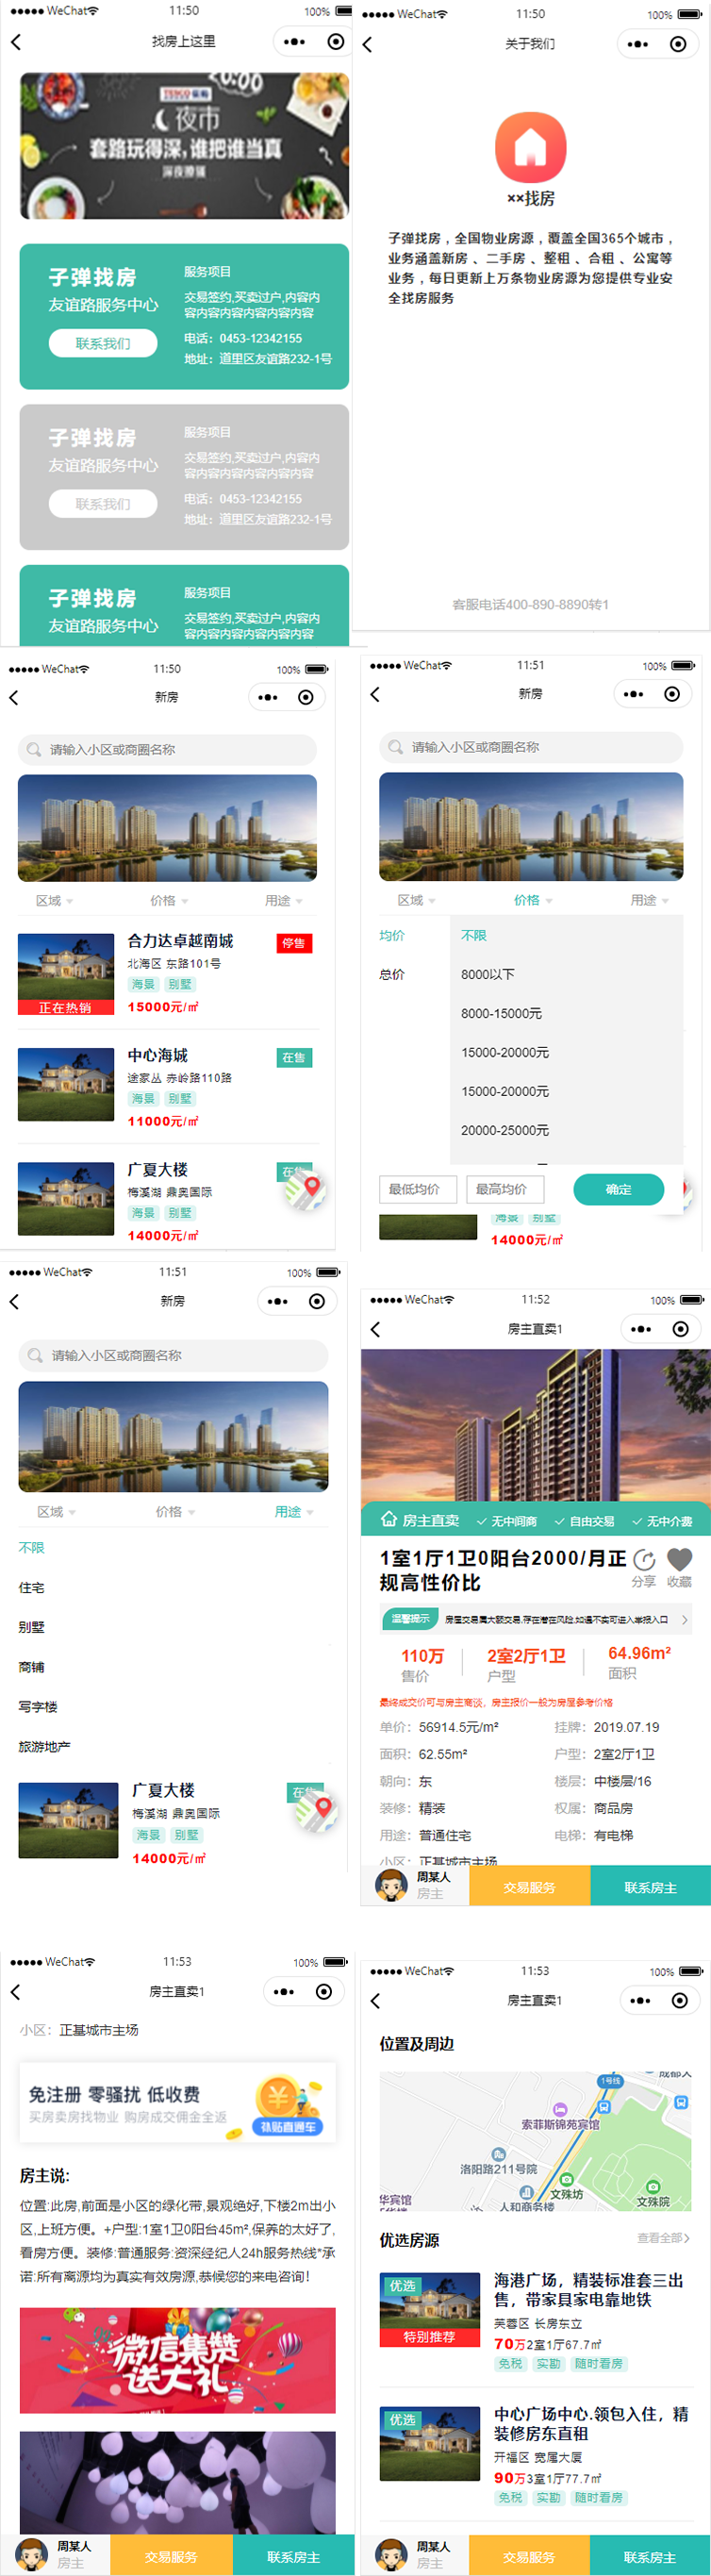 WeChat 11:50 100%
找房上这里
TESCO 乐购
夜市
套路玩得深,谁把谁当真
子弹找房
友谊路服务中心
联系我们
服务项目
交易签约,买卖过户,内容内
容内容内容内容内容内容
电话：0453-12342155
地址：道里区友谊路232-1号
子弹找房
友谊路服务中心
联系我们
服务项目
交易签约,买卖过户,内容内
容内容内容内容内容内容
电话：0453-12342155
地址：道里区友谊路232-1号
子弹找房
友谊路服务中心
服务项目
交易签约,买卖过户,内容内
容内容内容内容内容内容
WeChat 11:50 100%
关于我们
××找房
子弹找房，全国物业房源，覆盖全国365个城市，
业务涵盖新房 、二手房 、整租 、合租 、公寓等
业务，每日更新上万条物业房源为您提供专业安
全找房服务
客服电话400-890-8890转1
WeChat 11:50 100%
新房
请输入小区或商圈名称
区域 价格 用途
合力达卓越南城 停售
北海区 东路101号
海景 别墅
正在热销
15000元/㎡
中心海城 在售
途家丛 赤岭路110路
海景 别墅
11000元/㎡
广夏大楼 在售
梅溪湖 鼎奥国际
海景 别墅
14000元/㎡
WeChat 11:51 100%
新房
请输入小区或商圈名称
区域 价格 用途
均价 不限
总价 8000以下
8000-15000元
15000-20000元
15000-20000元
20000-25000元
最低均价 最高均价 确定
海景 别墅
14000元/㎡
WeChat 11:51 100%
新房
请输入小区或商圈名称
区域 价格 用途
不限
住宅
别墅
商铺
写字楼
旅游地产
广夏大楼 在售
梅溪湖 鼎奥国际
海景 别墅
14000元/㎡
WeChat 11:52 100%
房主直卖1
房主直卖 无中间商 自由交易 无中介费
1室1厅1卫0阳台2000/月正
规高性价比
分享 收藏
温馨提示 房屋交易属大额交易,存在潜在风险,如遇不实可进入举报入口
110万 2室2厅1卫 64.96m²
售价 户型 面积
最终成交价可与房主商谈，房主报价一般为房屋参考价格
单价：56914.5元/m² 挂牌：2019.07.19
面积：62.55m² 户型：2室2厅1卫
朝向：东 楼层：中楼层/16
装修：精装 权属：商品房
用途：普通住宅 电梯：有电梯
小区：正基城市主场
周某人
房主
交易服务 联系房主
WeChat 11:53 100%
房主直卖1
小区：正基城市主场
免注册 零骚扰 低收费
买房卖房找物业 购房成交佣金全返
补贴直通车
房主说:
位置:此房,前面是小区的绿化带,景观绝好,下楼2m出小
区,上班方便。+户型:1室1卫0阳台45m²,保养的太好了,
看房方便。装修:普通服务:资深经纪人24h服务热线*承
诺:所有离源均为真实有效房源,恭候您的来电咨询!
微信集赞
送大礼
周某人
房主
交易服务 联系房主
WeChat 11:53 100%
房主直卖1
位置及周边
1号线
成都大
索菲斯锦苑宾馆
洛阳路211号院
华宾馆
馆
人和商务楼
文殊坊
文殊院
优选房源 查看全部
优选
特别推荐
海港广场，精装标准套三出
售，带家具家电靠地铁
芙蓉区 长房东立
70万2室1厅67.7㎡
免税 实勘 随时看房
优选
中心广场中心.领包入住，精
装修房东直租
开福区 宽厖大厦
90万3室1厅77.7㎡
免税 实勘 随时看房
周某人
房主
交易服务 联系房主